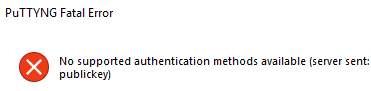 PuTTYNG Fatal Error
No supported authentication methods available (server sent:
publickey)